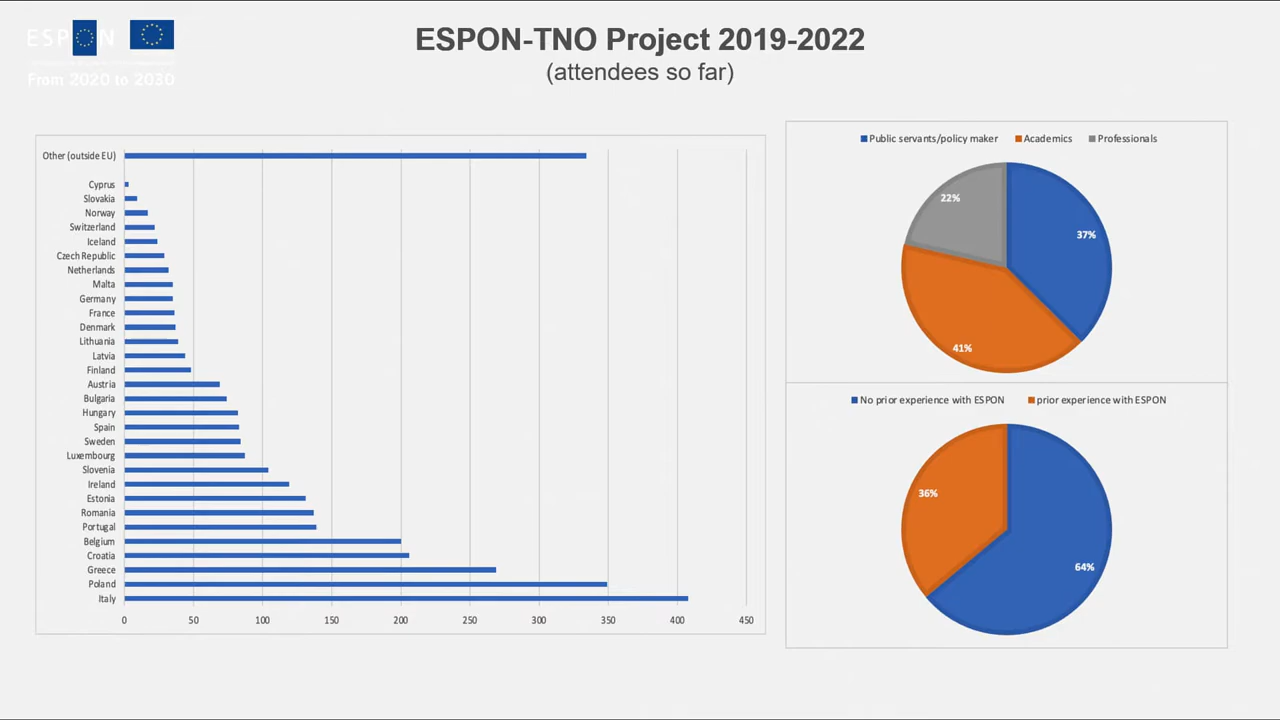 ESPON
From 2020 to 2030
ESPON-TNO Project 2019-2022
(attendees so far)
Other (outside EU)
Cyprus
Slovakia
Norway
Switzerland
Iceland
Czech Republic
Netherlands
Malta
Germany
France
Denmark
Lithuania
Latvia
Finland
Austria
Bulgaria
Hungary
Spain
Sweden
Luxembourg
Slovenia
Ireland
Estonia
Romania
Portugal
Belgium
Croatia
Greece
Poland
Italy
0 50 100 150 200 250 300 350 400 450
Public servants/policy maker Academics Professionals
22%
37%
41%
No prior experience with ESPON prior experience with ESPON
36%
64%